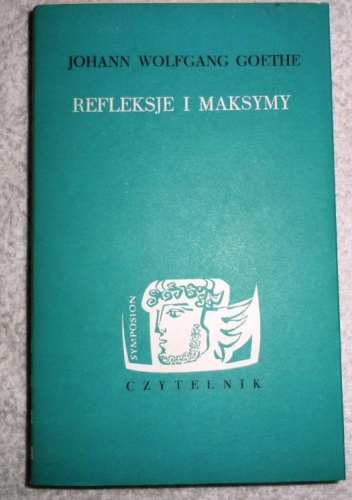 JOHANN WOLFGANG GOETHE
REFLEKSJE I MAKSYMY
SYMPOSION
CZYTELNIK